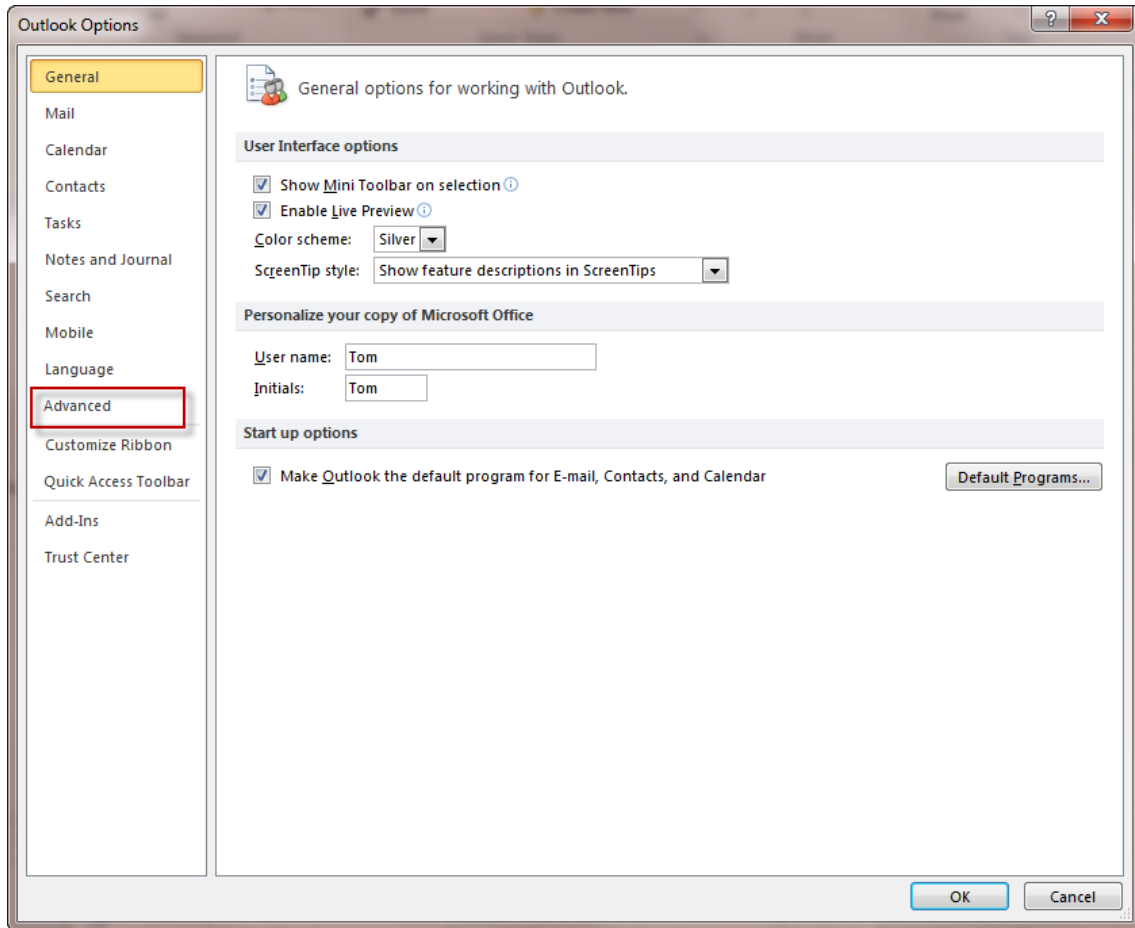 Outlook Options
General
Mail
Calendar
Contacts
Tasks
Notes and Journal
Search
Mobile
Language
Advanced
Customize Ribbon
Quick Access Toolbar
Add-Ins
Trust Center
General options for working with Outlook.
User Interface options
Show Mini Toolbar on selection
Enable Live Preview
Color scheme: Silver
ScreenTip style: Show feature descriptions in ScreenTips
Personalize your copy of Microsoft Office
User name: Tom
Initials: Tom
Start up options
Make Outlook the default program for E-mail, Contacts, and Calendar Default Programs...
OK Cancel